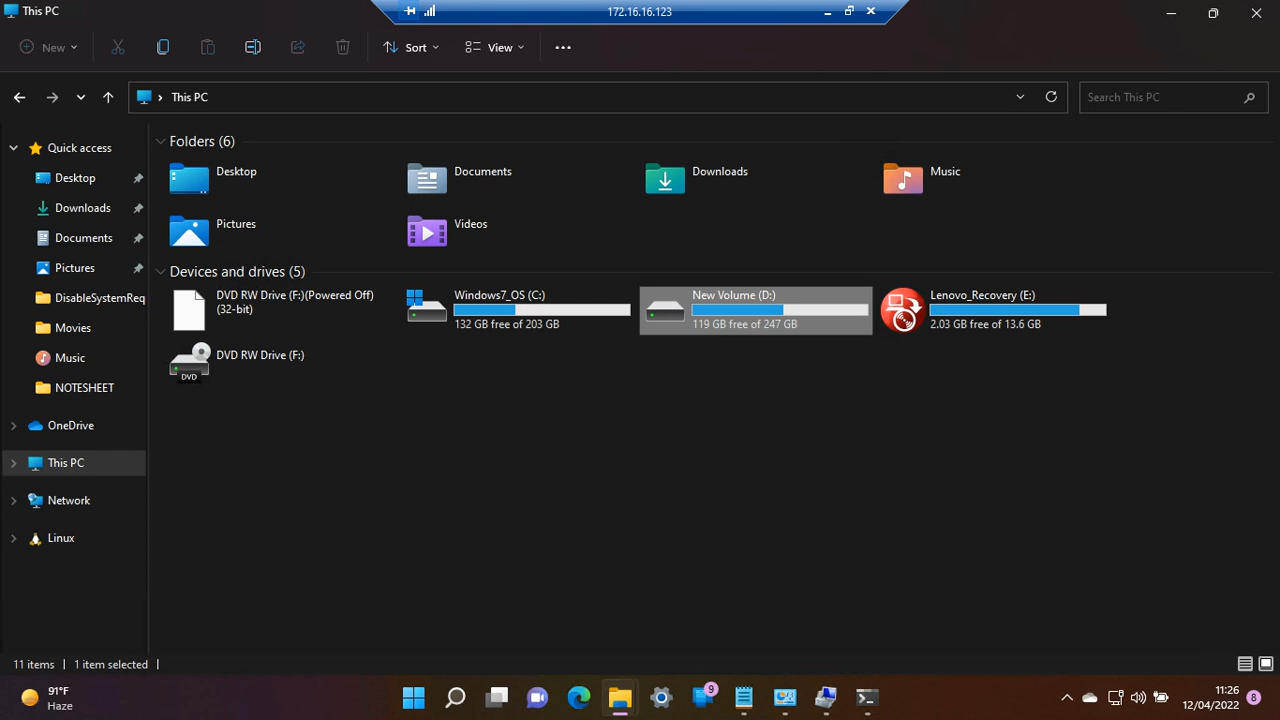 This PC
172.16.16.123
New
Sort
View
This PC
Search This PC
Quick access
Desktop
Downloads
Documents
Pictures
DisableSystemReq
Movies
Music
NOTESHEET
OneDrive
This PC
Network
Linux
Folders (6)
Desktop
Documents
Downloads
Music
Pictures
Videos
Devices and drives (5)
DVD RW Drive (F:)(Powered Off)
(32-bit)
Windows7_OS (C:)
132 GB free of 203 GB
New Volume (D:)
119 GB free of 247 GB
Lenovo_Recovery (E:)
2.03 GB free of 13.6 GB
DVD
DVD RW Drive (F:)
11 items
1 item selected
91°F
Haze
9
11:26
12/04/2022
8